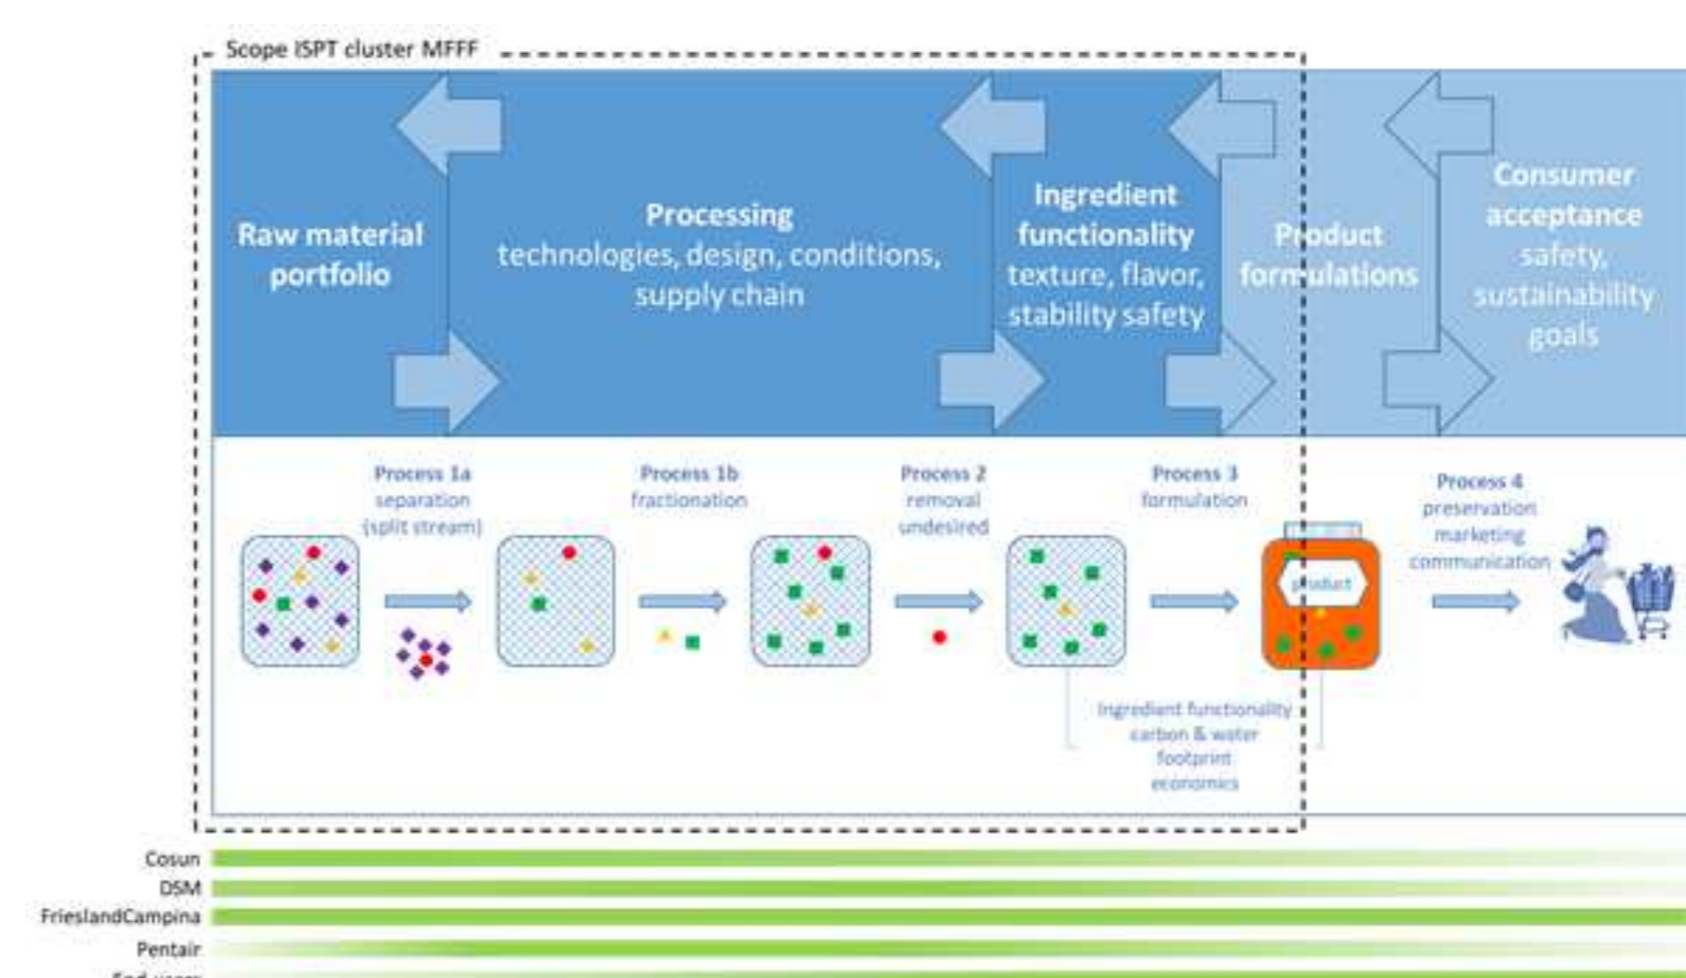 Scope ISPT cluster MFFF
Raw material
portfolio
Processing
technologies, design, conditions,
supply chain
Ingredient
functionality
texture, flavor,
stability safety
Product
formulations
Consumer
acceptance
safety,
sustainability
goals
Process 1a
separation
(split stream)
Process 1b
fractionation
Process 2
removal
undesired
Process 3
formulation
Process 4
preservation
marketing
communication
product
Ingredient functionality
carbon & water
footprint
economics
Cosun
DSM
FrieslandCampina
Pentair